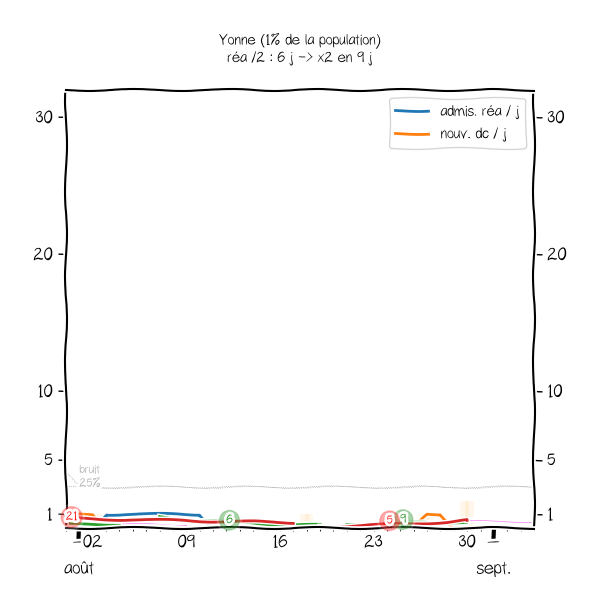 Yonne (1% de la population)
réa /2 : 6 j -> x2 en 9 j
admis. réa / j
nouv. dc / j
30
30
20
20
10
10
5
5
bruit
25%
1
1
21
6
5
9
02
09
16
23
30
août
sept.